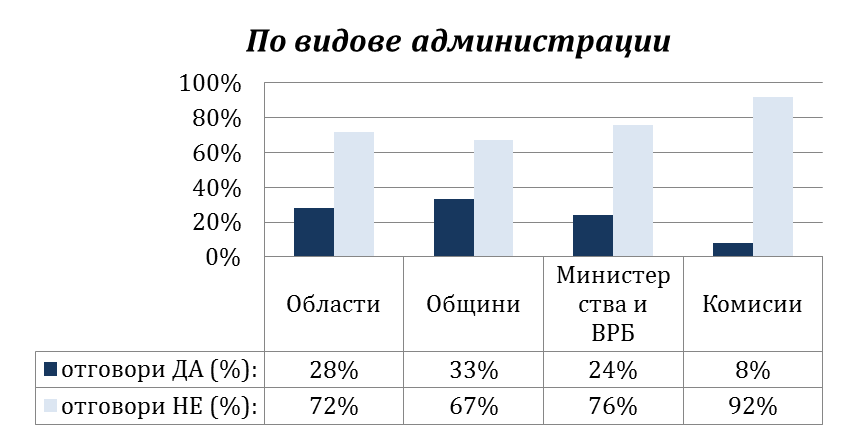 По видове администрации
100%
80%
60%
40%
20%
0%
Области Общини Министер
ства и
ВРБ Комисии
отговори ДА (%): 28% 33% 24% 8%
отговори НЕ (%): 72% 67% 76% 92%